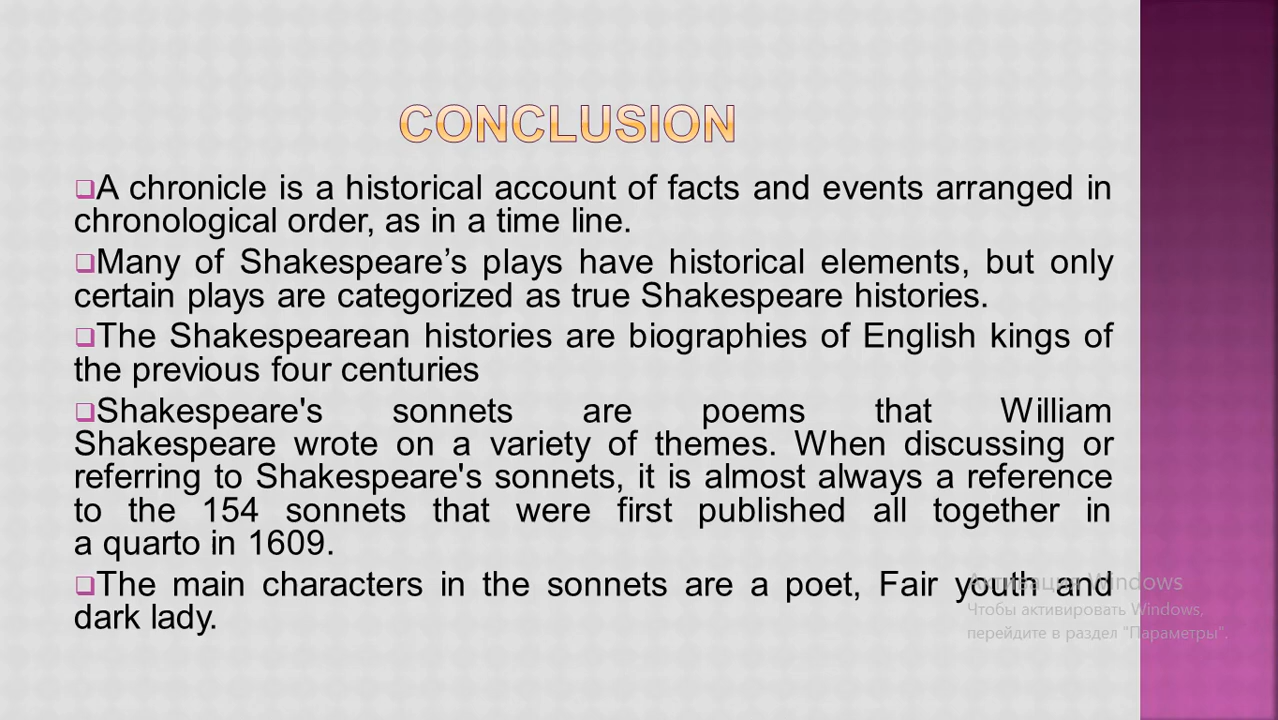 CONCLUSION
❑A chronicle is a historical account of facts and events arranged in
chronological order, as in a time line.
❑Many of Shakespeare’s plays have historical elements, but only
certain plays are categorized as true Shakespeare histories.
❑The Shakespearean histories are biographies of English kings of
the previous four centuries
❑Shakespeare's sonnets are poems that William
Shakespeare wrote on a variety of themes. When discussing or
referring to Shakespeare's sonnets, it is almost always a reference
to the 154 sonnets that were first published all together in
a quarto in 1609.
❑The main characters in the sonnets are a poet, Fair youth and
dark lady.
Активация Windows
Чтобы активировать Windows,
перейдите в раздел "Параметры".